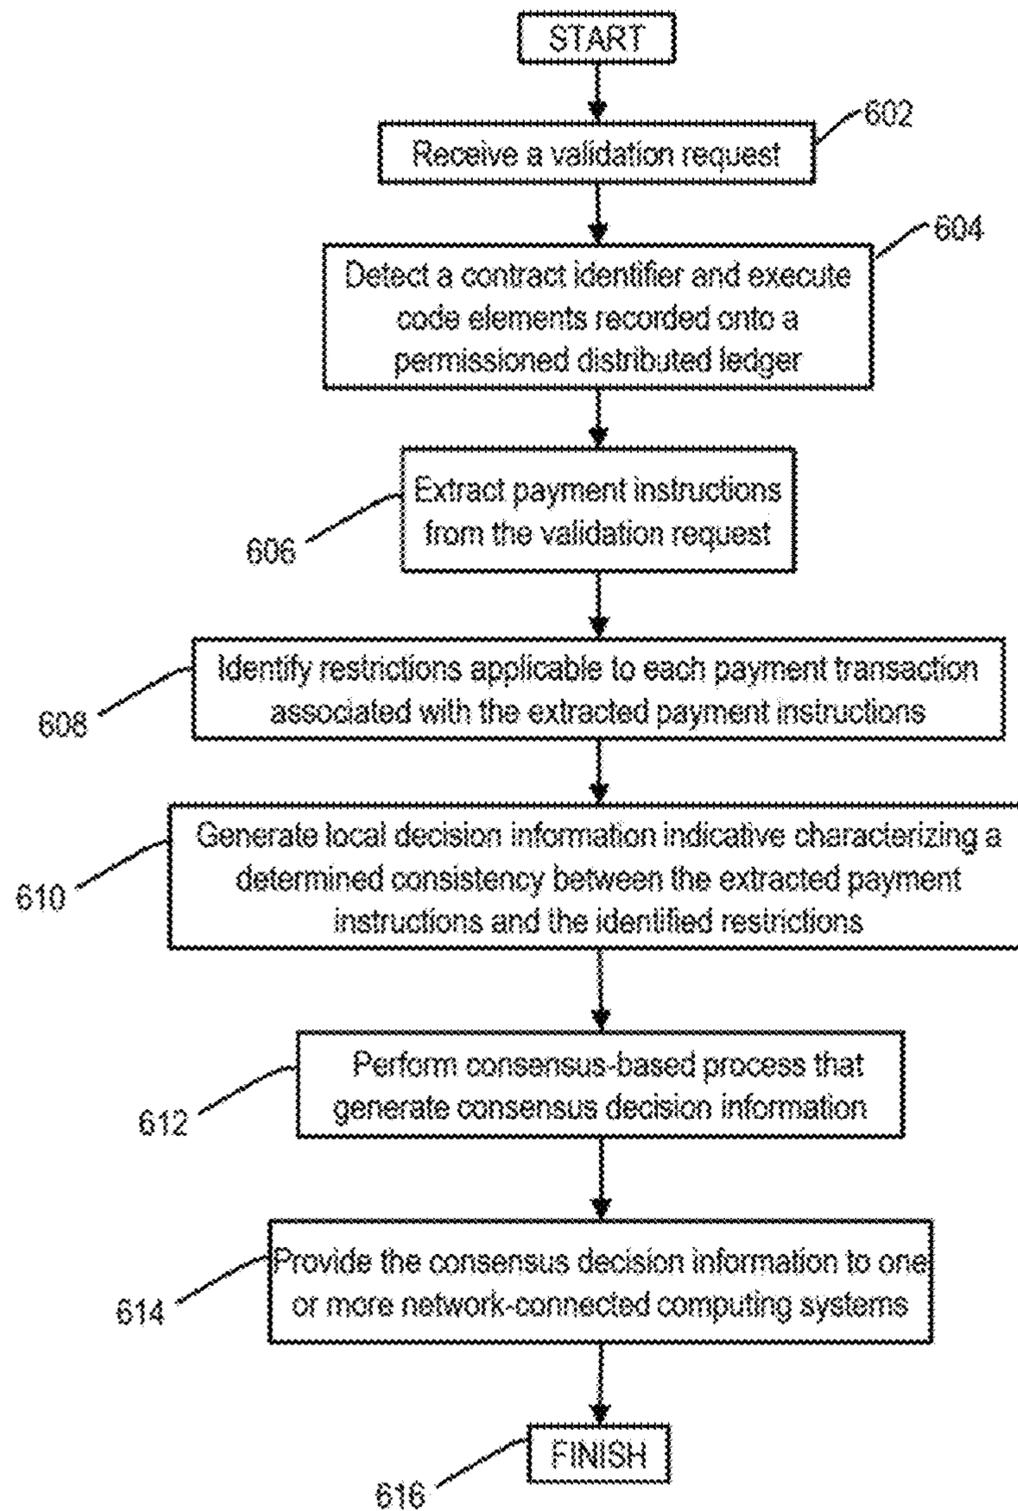 START
602
Receive a validation request
604
Detect a contract identifier and execute
code elements recorded onto a
permissioned distributed ledger
Extract payment instructions
from the validation request
606
Identify restrictions applicable to each payment transaction
associated with the extracted payment instructions
608
Generate local decision information indicative characterizing a
determined consistency between the extracted payment
instructions and the identified restrictions
610
Perform consensus-based process that
generate consensus decision information
612
Provide the consensus decision information to one
or more network-connected computing systems
614
FINISH
616